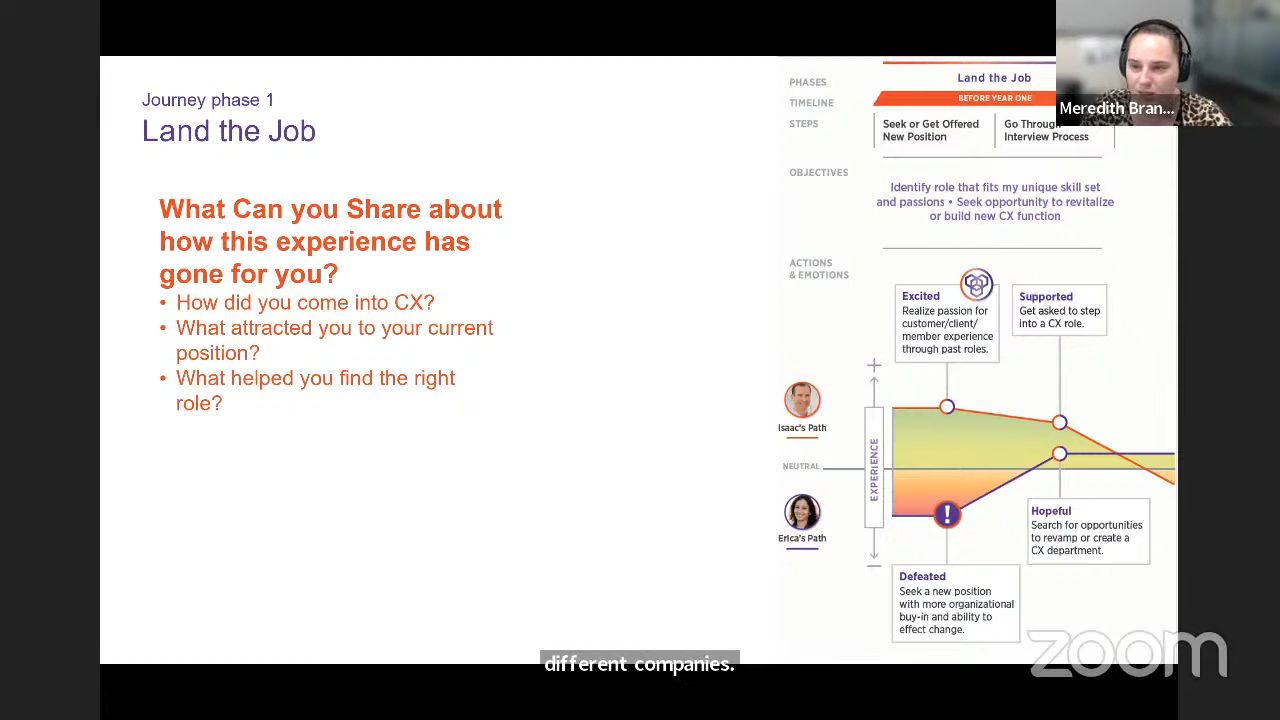 Journey phase 1
Land the Job
What Can you Share about
how this experience has
gone for you?
• How did you come into CX?
• What attracted you to your current
position?
• What helped you find the right
role?
PHASES
Land the Job
TIMELINE
BEFORE YEAR ONE
STEPS
Seek or Get Offered
New Position
Go Through
Interview Process
OBJECTIVES
Identify role that fits my unique skill set
and passions • Seek opportunity to revitalize
or build new CX function
ACTIONS
& EMOTIONS
Excited
Realize passion for
customer/client/
member experience
through past roles.
Supported
Get asked to step
into a CX role.
+
Isaac's Path
NEUTRAL
EXPERIENCE
Erica's Path
–
!
Hopeful
Search for opportunities
to revamp or create a
CX department.
Defeated
Seek a new position
with more organizational
buy-in and ability to
effect change.
Meredith Bran...
different companies.
zoom